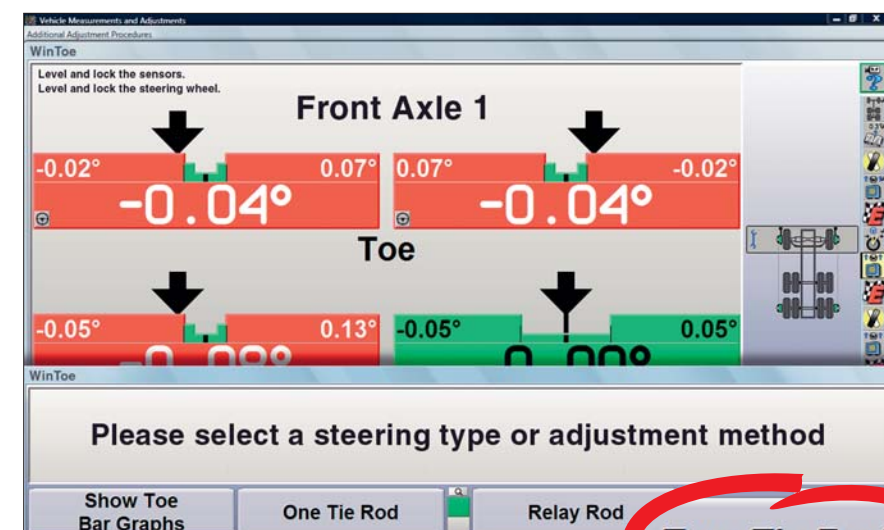 Vehicle Measurements and Adjustments
Additional Adjustment Procedures
WinToe
Level and lock the sensors.
Level and lock the steering wheel.
Front Axle 1
-0.02° 0.07° 0.07° -0.02°
-0.04° -0.04°
Toe
-0.05° 0.13° -0.05° 0.05°
WinToe
Please select a steering type or adjustment method
Show Toe
Bar Graphs
One Tie Rod
Relay Rod